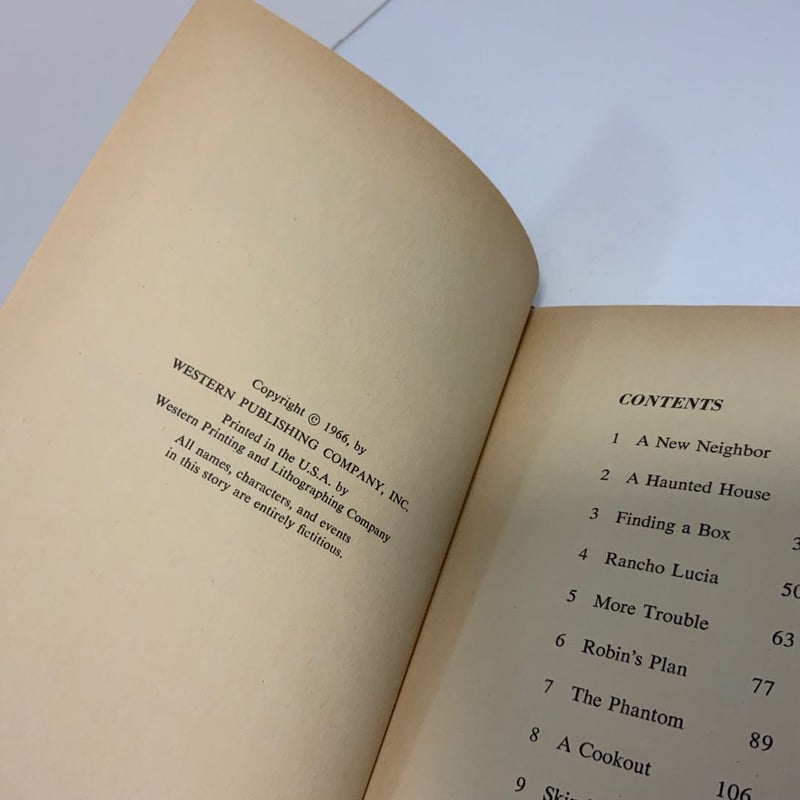 Copyright © 1966, by
WESTERN PUBLISHING COMPANY, INC.
Printed in the U.S.A. by
Western Printing and Lithographing Company
All names, characters, and events
in this story are entirely fictitious.
CONTENTS
1 A New Neighbor
2 A Haunted House
3 Finding a Box
4 Rancho Lucia
5 More Trouble 63
6 Robin's Plan 77
7 The Phantom 89
8 A Cookout 106
9